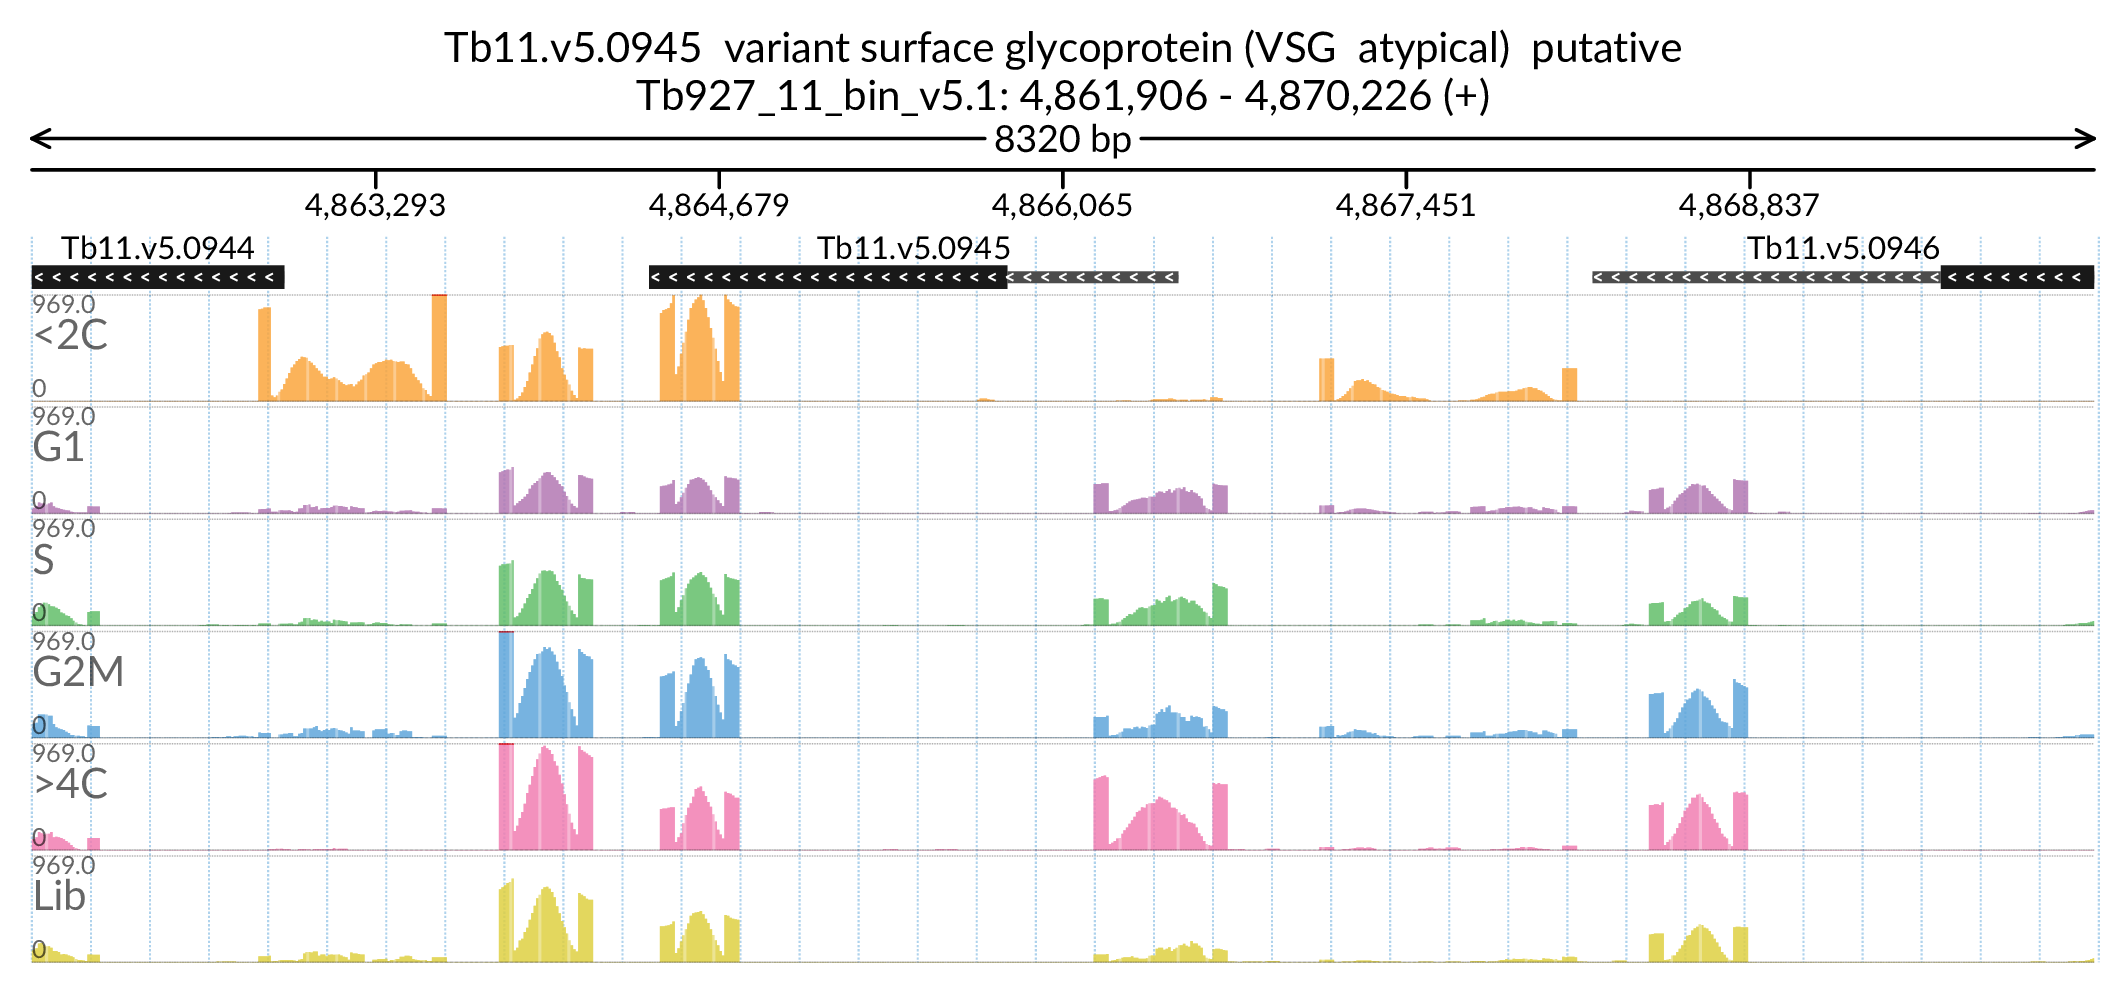 Tb11.v5.0945 variant surface glycoprotein (VSG atypical) putative
Tb927_11_bin_v5.1: 4,861,906 - 4,870,226 (+)
8320 bp
4,863,293 4,864,679 4,866,065 4,867,451 4,868,837
Tb11.v5.0944 Tb11.v5.0945 Tb11.v5.0946
969.0
<2C
0
969.0
G1
0
969.0
S
0
969.0
G2M
0
969.0
>4C
0
969.0
Lib
0